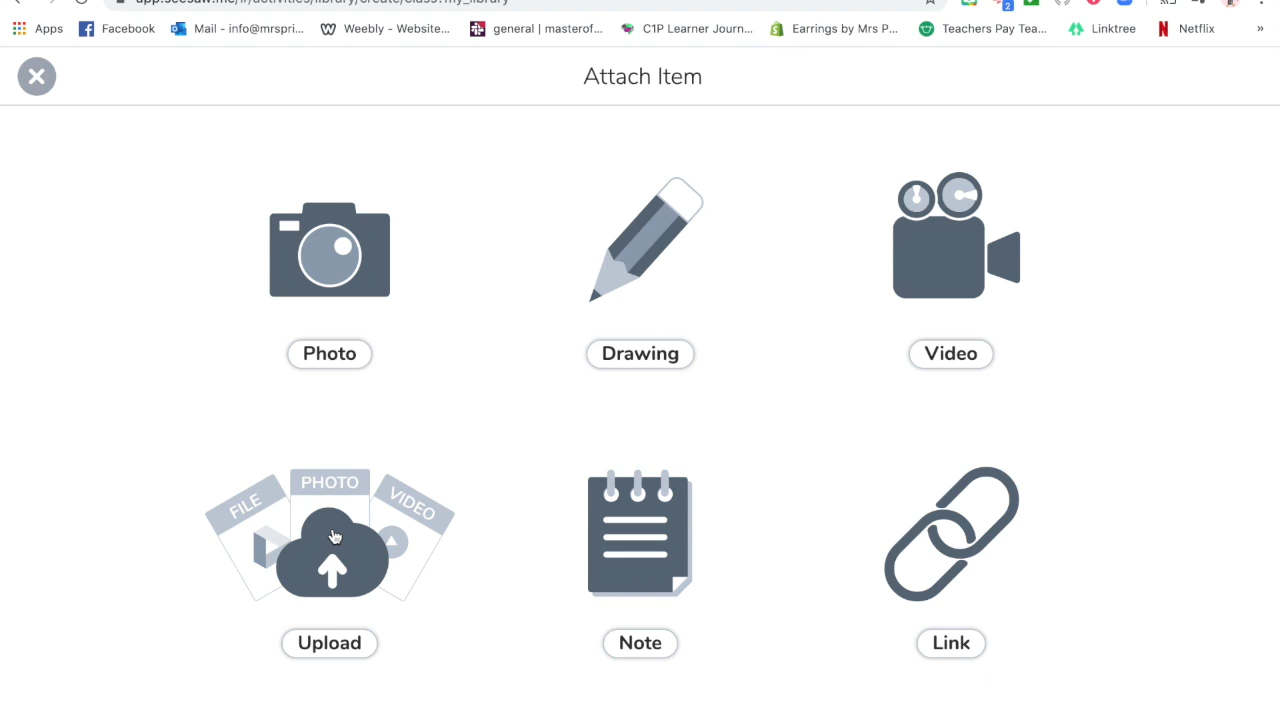 Apps Facebook Mail - info@mrspri... Weebly - Website... general | masterof... C1P Learner Journ... Earrings by Mrs P... Teachers Pay Tea... Linktree Netflix »
Attach Item
Photo Drawing Video
FILE PHOTO VIDEO
Upload Note Link